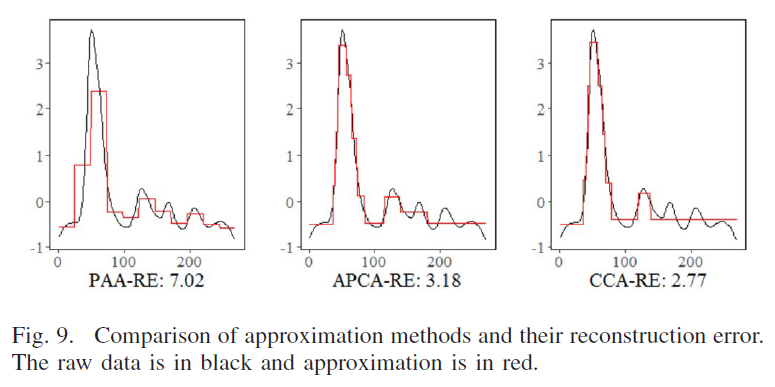 3
2
1
0
-1
0 100 200
PAA-RE: 7.02
3
2
1
0
-1
0 100 200
APCA-RE: 3.18
3
2
1
0
-1
0 100 200
CCA-RE: 2.77
Fig. 9. Comparison of approximation methods and their reconstruction error.
The raw data is in black and approximation is in red.